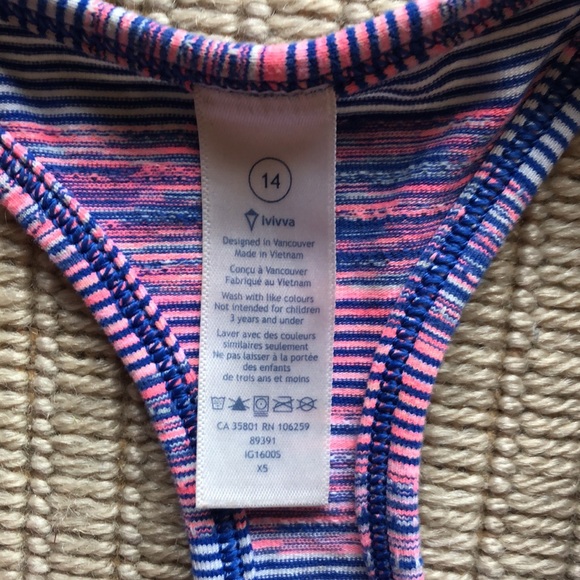 14
ivivva
Designed in Vancouver
Made in Vietnam
Conçu à Vancouver
Fabriqué au Vietnam
Wash with like colours
Not intended for children
3 years and under
Laver avec des couleurs
similaires seulement
Ne pas laisser à la portée
des enfants
de trois ans et moins
CA 35801 RN 106259
89391
IG1600S
X5